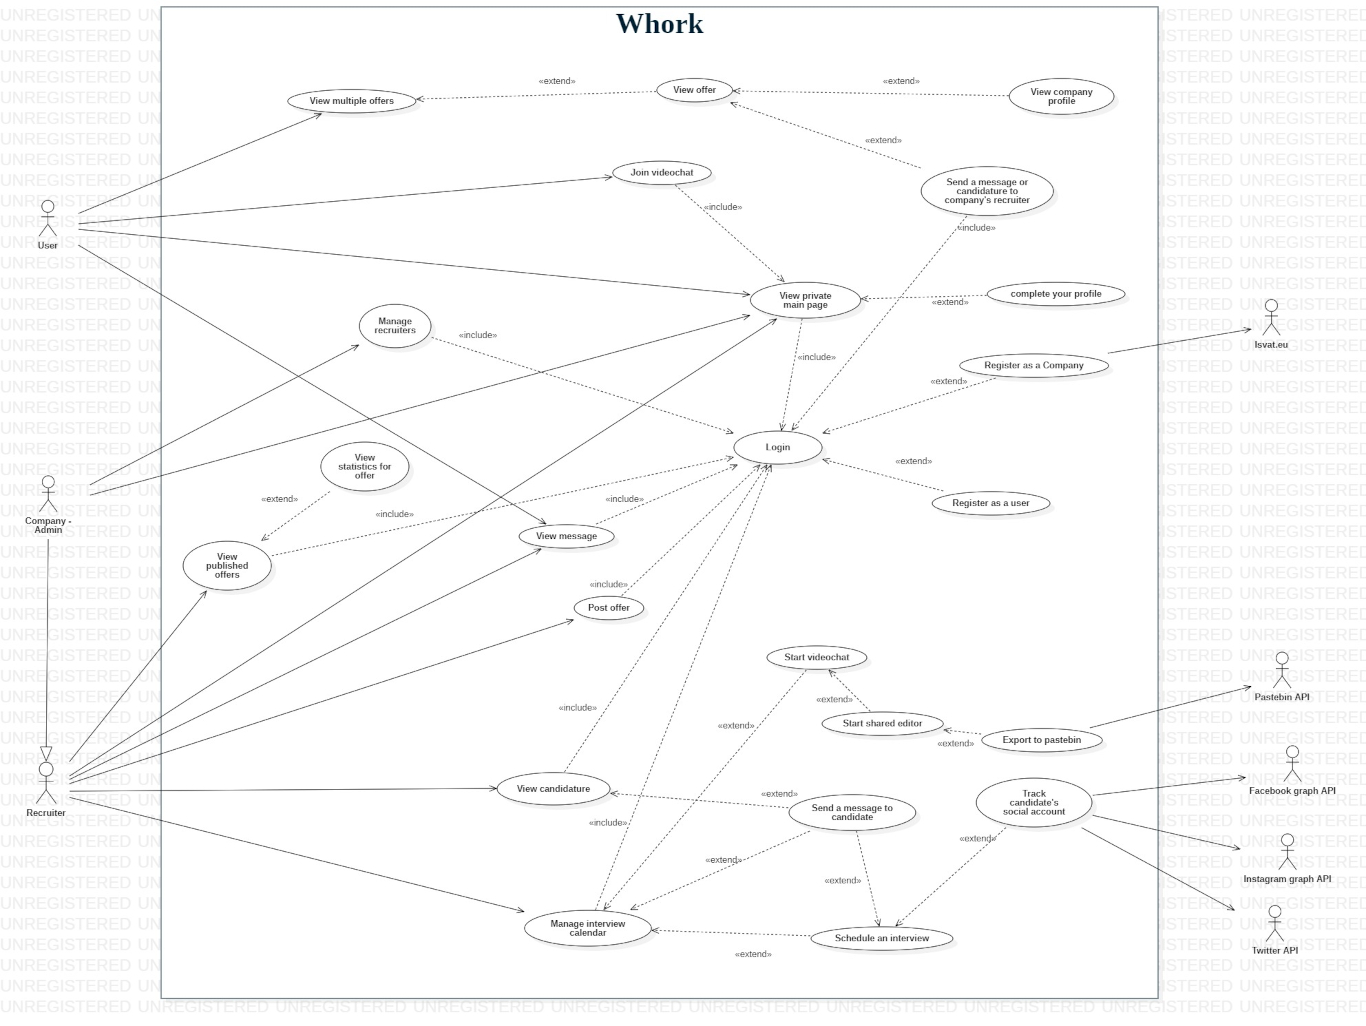 Whork
«extend»
«extend»
View multiple offers
View offer
View company
profile
«extend»
Join videochat
Send a message or
candidature to
company's recruiter
«include»
«include»
User
View private
main page
complete your profile
«extend»
Manage
recruiters
«include»
Isvat.eu
«include»
Register as a Company
«extend»
Login
View
statistics for
offer
«extend»
Register as a user
«extend»
«include»
«include»
Company -
Admin
View message
View
published
offers
«include»
Post offer
Start videochat
«extend»
Pastebin API
«include»
«extend»
Start shared editor
Export to pastebin
«extend»
View candidature
«extend»
Track
candidate's
social account
Facebook graph API
Recruiter
Send a message to
candidate
«include»
«extend»
«extend»
«extend»
Instagram graph API
Manage interview
calendar
Schedule an interview
«extend»
Twitter API
UNREGISTERED UNREGISTERED UNREGISTERED UNREGISTERED UNREGISTERED UNREGISTERED UNREGISTERED UNREGISTERED UNREGISTERED UNREGISTERED